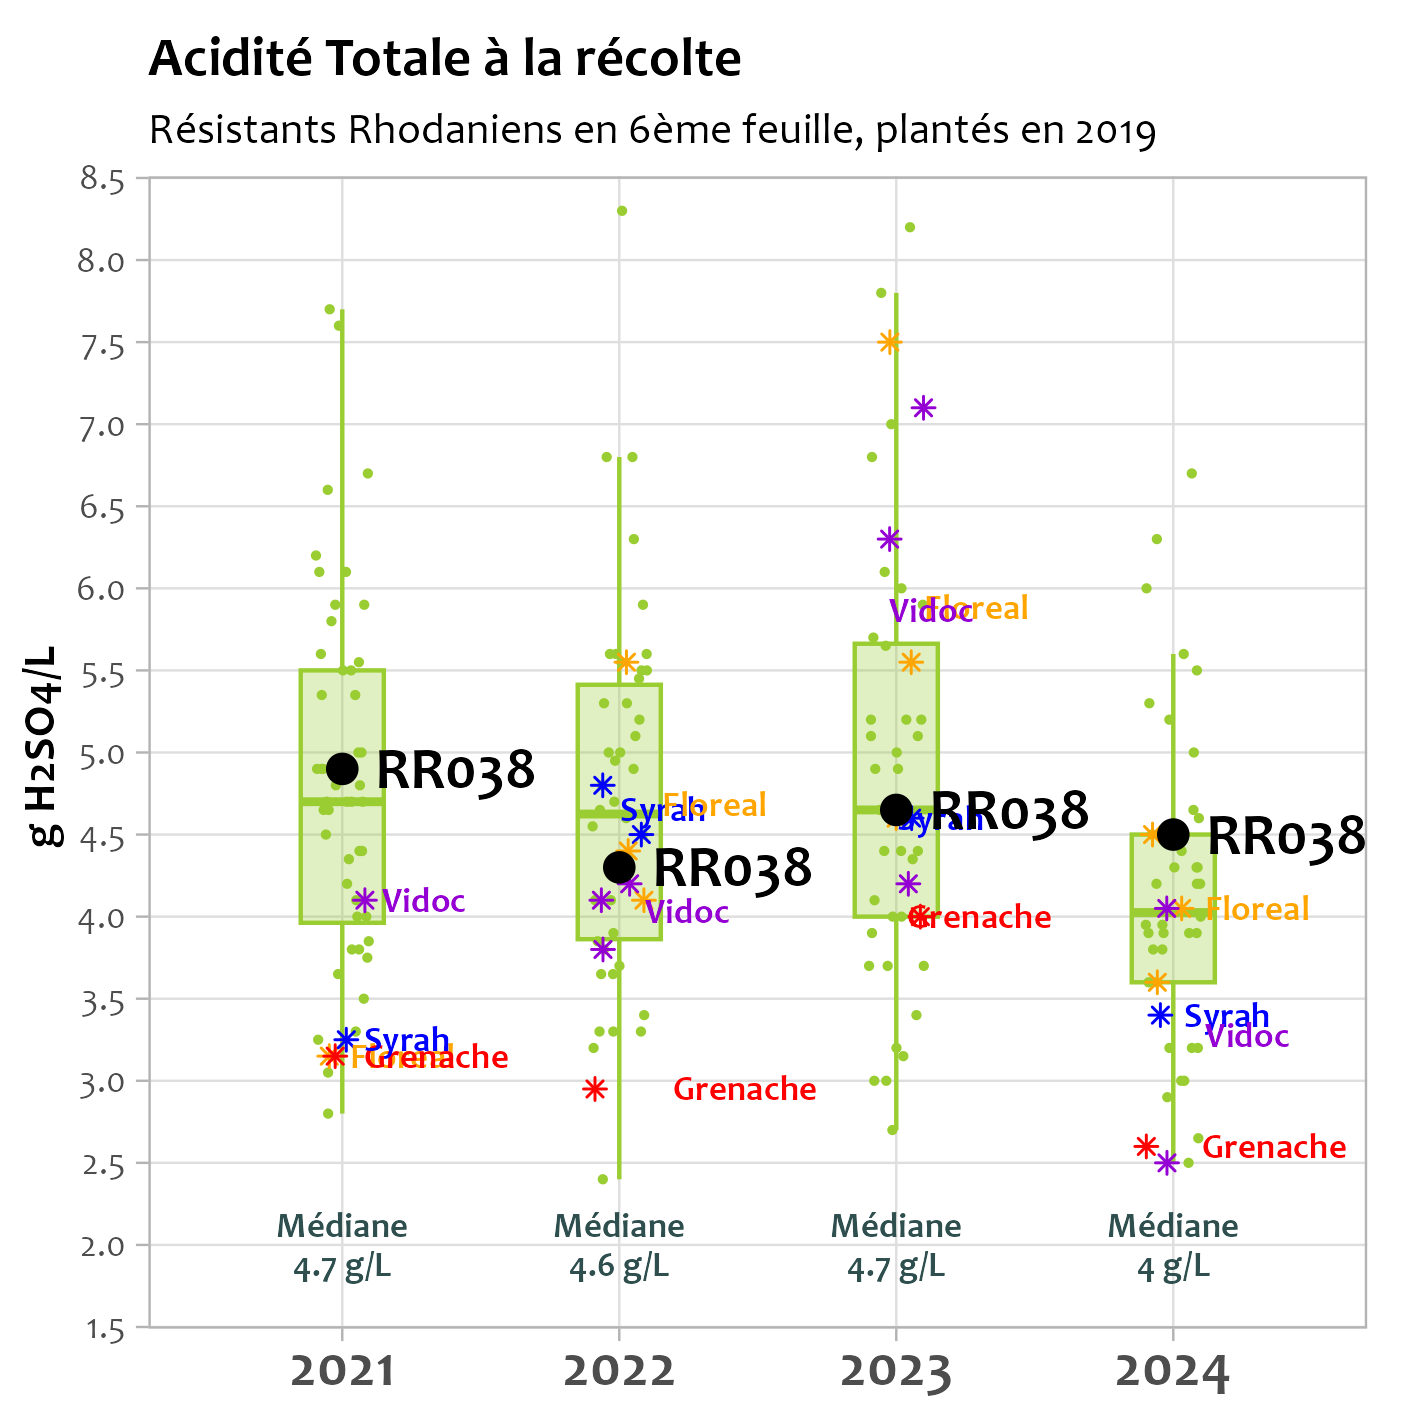 Acidité Totale à la récolte
Résistants Rhodaniens en 6ème feuille, plantés en 2019
g H2SO4/L
8.5
8.0
7.5
7.0
6.5
6.0
5.5
5.0
4.5
4.0
3.5
3.0
2.5
2.0
1.5
RR038
Vidoc
Syrah
Floreal
Grenache
Syrah
Floreal
RR038
Vidoc
Grenache
Vidoc
Floreal
RR038
Syrah
Grenache
RR038
Floreal
Syrah
Vidoc
Grenache
Médiane
4.7 g/L
Médiane
4.6 g/L
Médiane
4.7 g/L
Médiane
4 g/L
2021
2022
2023
2024